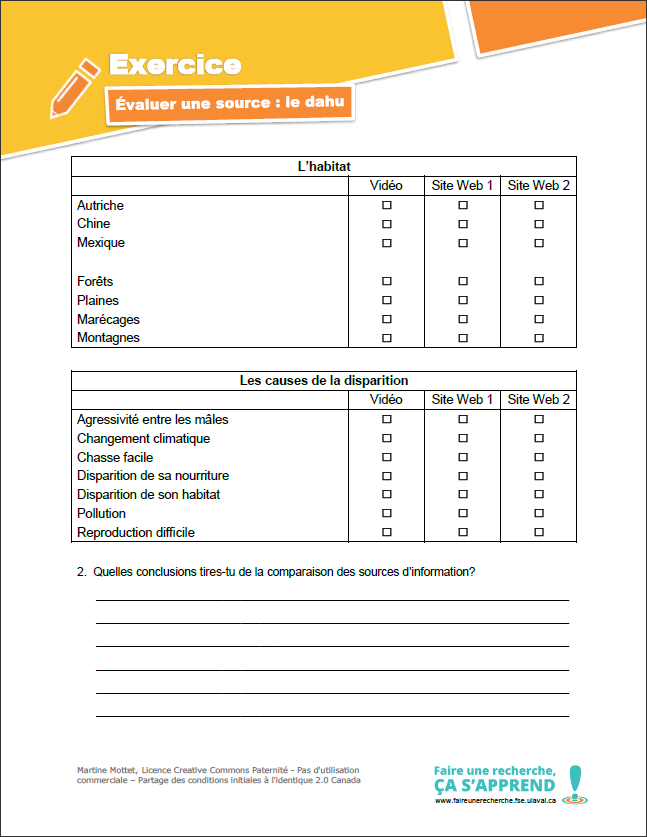 Exercice
Évaluer une source : le dahu
L'habitat
Vidéo Site Web 1 Site Web 2
Autriche
Chine
Mexique
Forêts
Plaines
Marécages
Montagnes
Les causes de la disparition
Vidéo Site Web 1 Site Web 2
Agressivité entre les mâles
Changement climatique
Chasse facile
Disparition de sa nourriture
Disparition de son habitat
Pollution
Reproduction difficile
2. Quelles conclusions tires-tu de la comparaison des sources d'information?
Martine Mottet, Licence Creative Commons Paternité - Pas d'utilisation
commerciale – Partage des conditions initiales à l'identique 2.0 Canada
Faire une recherche,
ÇA S'APPREND !
www.faireunerecherche.fse.ulaval.ca